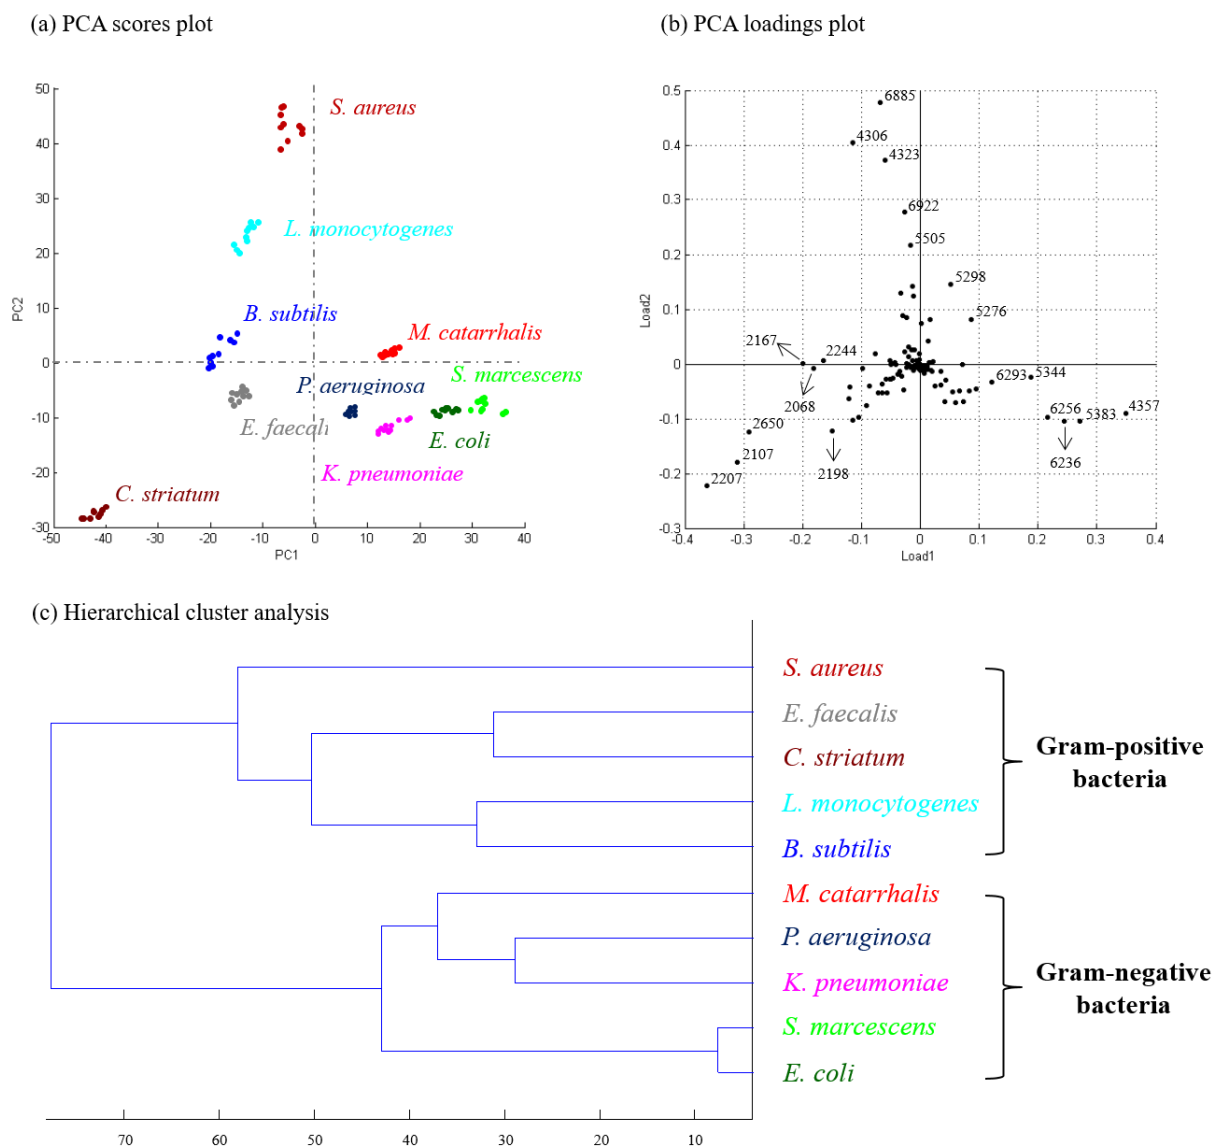 (a) PCA scores plot
(b) PCA loadings plot
50
40
30
20
10
0
-10
-20
-30
PC2
-50
-40
-30
-20
-10
0
10
20
30
40
PC1
S. aureus
L. monocytogenes
B. subtilis
M. catarrhalis
P. aeruginosa
S. marcescens
E. faecali
E. coli
K. pneumoniae
C. striatum
0.5
0.4
0.3
0.2
0.1
0
-0.1
-0.2
-0.3
Load2
-0.4
-0.3
-0.2
-0.1
0
0.1
0.2
0.3
0.4
Load1
6885
4306
4323
6922
5505
5298
5276
2167
2244
2068
6293
5344
2650
6256
5383
4357
2107
2198
6236
2207
(c) Hierarchical cluster analysis
S. aureus
E. faecalis
C. striatum
L. monocytogenes
B. subtilis
Gram-positive
bacteria
M. catarrhalis
P. aeruginosa
K. pneumoniae
S. marcescens
E. coli
Gram-negative
bacteria
70
60
50
40
30
20
10